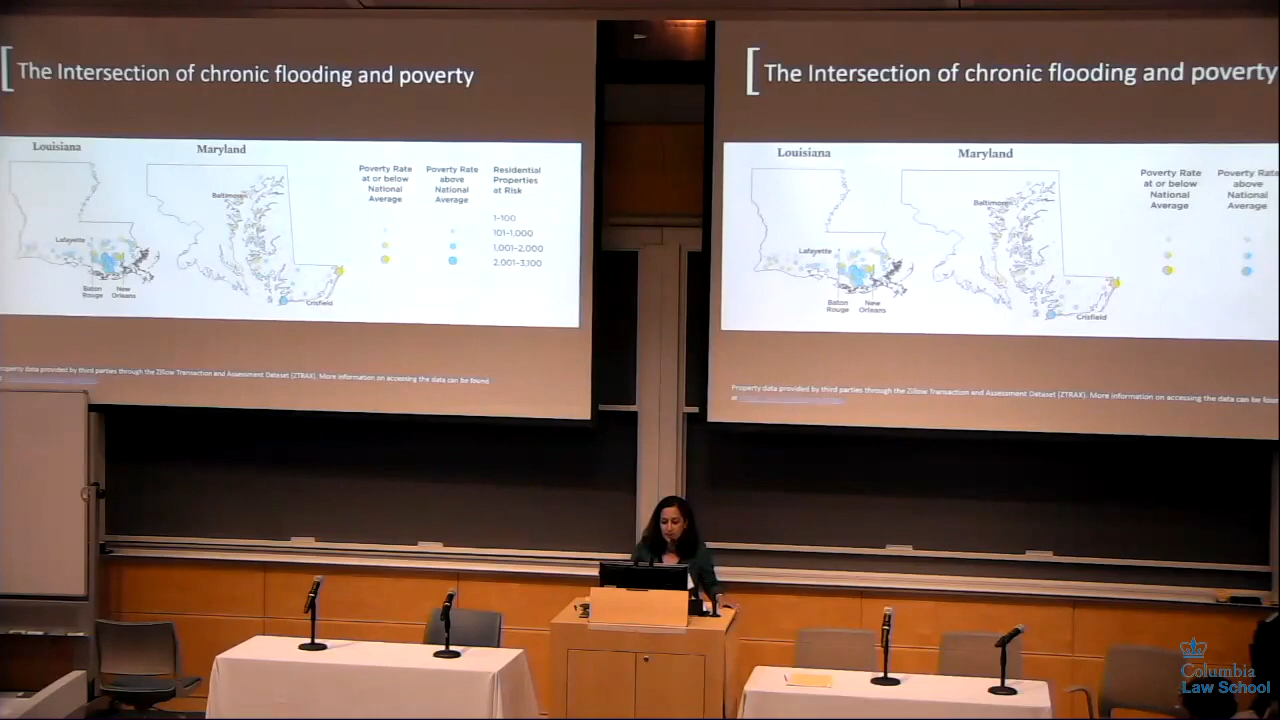 The Intersection of chronic flooding and poverty
Louisiana
Maryland
Baltimore
Lafayette
Baton
Rouge
New
Orleans
Crisfield
Poverty Rate
at or below
National
Average
Poverty Rate
above
National
Average
Residential
Properties
at Risk
1-100
101-1,000
1,001-2,000
2,001-3,100
Property data provided by third parties through the Zillow Transaction and Assessment Dataset (ZTRAX). More information on accessing the data can be found
The Intersection of chronic flooding and poverty
Louisiana
Maryland
Baltimore
Lafayette
Baton
Rouge
New
Orleans
Crisfield
Poverty Rate
at or below
National
Average
Poverty Rate
above
National
Average
Property data provided by third parties through the Zillow Transaction and Assessment Dataset (ZTRAX). More information on accessing the data can be
at
Columbia
Law School